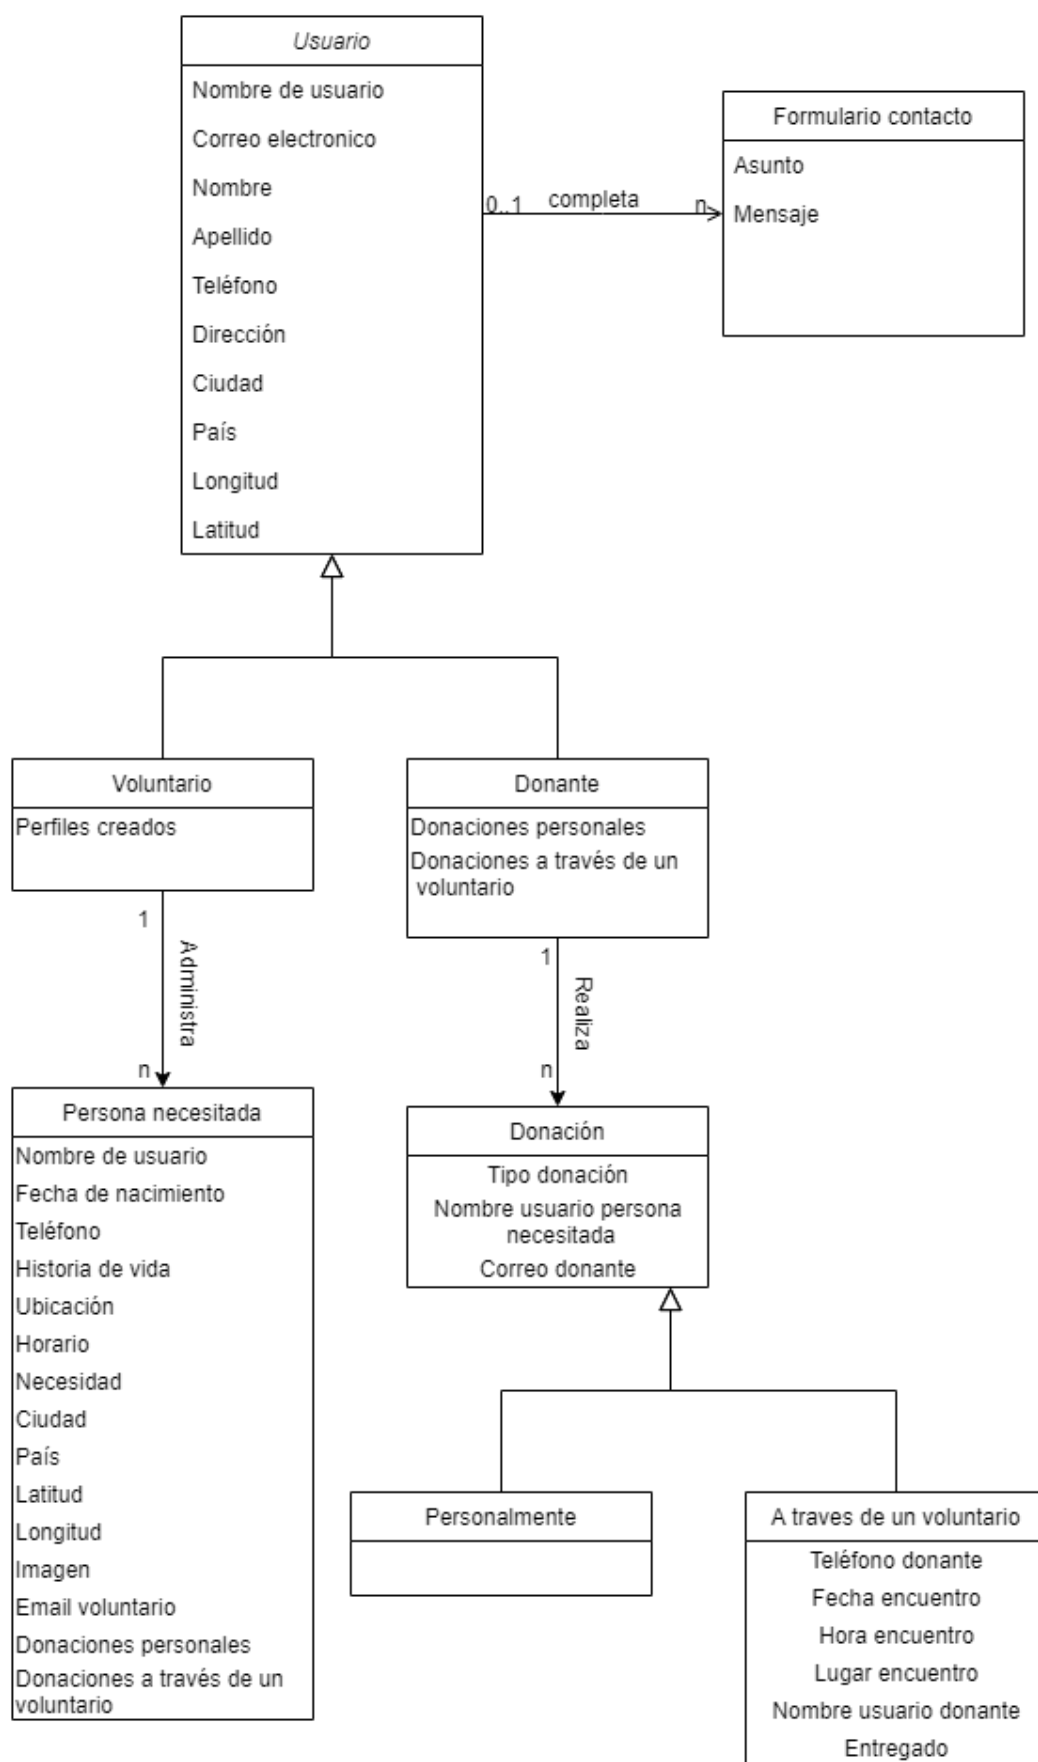 Usuario
Nombre de usuario
Correo electronico
Nombre
Apellido
Teléfono
Dirección
Ciudad
País
Longitud
Latitud
0..1
completa
n
Formulario contacto
Asunto
Mensaje
Voluntario
Perfiles creados
Donante
Donaciones personales
Donaciones a través de un
voluntario
1
Administra
n
1
Realiza
n
Persona necesitada
Nombre de usuario
Fecha de nacimiento
Teléfono
Historia de vida
Ubicación
Horario
Necesidad
Ciudad
País
Latitud
Longitud
Imagen
Email voluntario
Donaciones personales
Donaciones a través de un
voluntario
Donación
Tipo donación
Nombre usuario persona
necesitada
Correo donante
Personalmente
A traves de un voluntario
Teléfono donante
Fecha encuentro
Hora encuentro
Lugar encuentro
Nombre usuario donante
Entregado